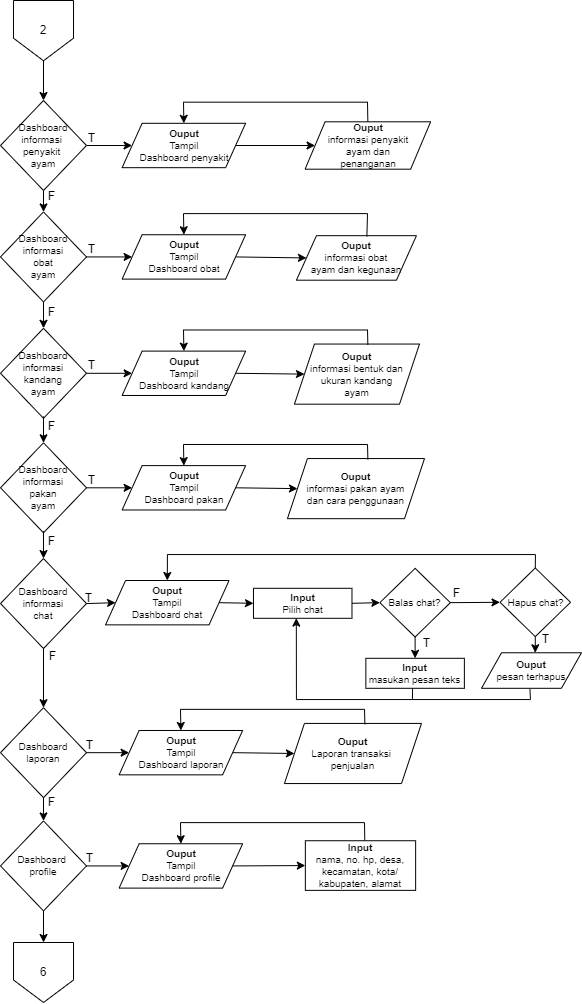 2
Dashboard
informasi
penyakit
ayam
T
Ouput
Tampil
Dashboard penyakit
Ouput
informasi penyakit
ayam dan
penanganan
F
Dashboard
informasi
obat
ayam
T
Ouput
Tampil
Dashboard obat
Ouput
informasi obat
ayam dan kegunaan
F
Dashboard
informasi
kandang
ayam
T
Ouput
Tampil
Dashboard kandang
Ouput
informasi bentuk dan
ukuran kandang
ayam
F
Dashboard
informasi
pakan
ayam
T
Ouput
Tampil
Dashboard pakan
Ouput
informasi pakan ayam
dan cara penggunaan
F
Dashboard
informasi
chat
T
Ouput
Tampil
Dashboard chat
Input
Pilih chat
Balas chat?
F
Hapus chat?
T
Input
masukan pesan teks
T
Ouput
pesan terhapus
F
Dashboard
laporan
T
Ouput
Tampil
Dashboard laporan
Ouput
Laporan transaksi
penjualan
F
Dashboard
profile
T
Ouput
Tampil
Dashboard profile
Input
nama, no. hp, desa,
kecamatan, kota/
kabupaten, alamat
6